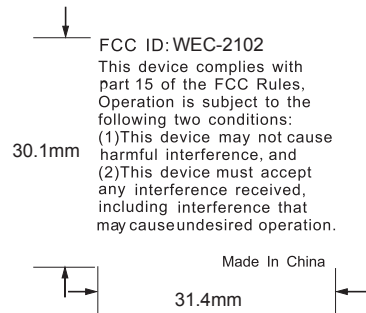 FCC ID: WEC-2102
This device complies with
part 15 of the FCC Rules,
Operation is subject to the
following two conditions:
(1)This device may not cause
30.1mm
harmful interference, and
(2)This device must accept
any interference received,
including interference that
may causeundesired operation.
Made In China
31.4mm